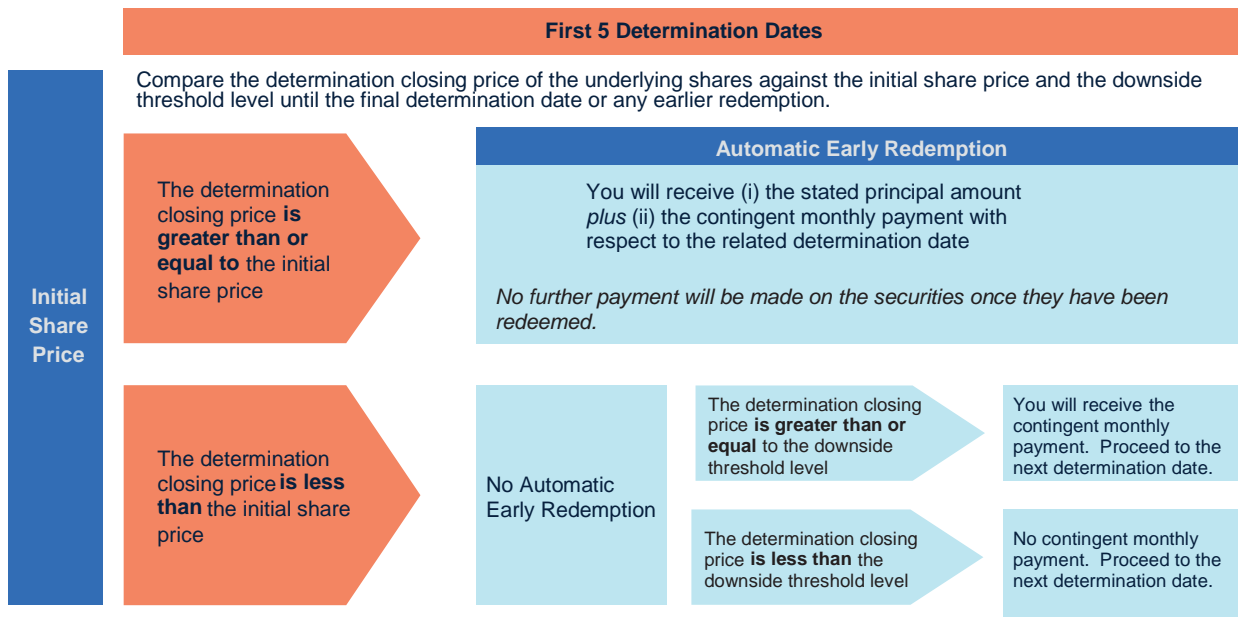 First 5 Determination Dates
Compare the determination closing price of the underlying shares against the initial share price and the downside
threshold level until the final determination date or any earlier redemption.
Initial
Share
Price
The determination
closing price is
greater than or
equal to the initial
share price
Automatic Early Redemption
You will receive (i) the stated principal amount
plus (ii) the contingent monthly payment with
respect to the related determination date
No further payment will be made on the securities once they have been
redeemed.
The determination
closing price is less
than the initial share
price
No Automatic
Early Redemption
The determination closing
price is greater than or
equal to the downside
threshold level
You will receive the
contingent monthly
payment. Proceed to the
next determination date.
The determination closing
price is less than the
downside threshold level
No contingent monthly
payment. Proceed to the
next determination date.